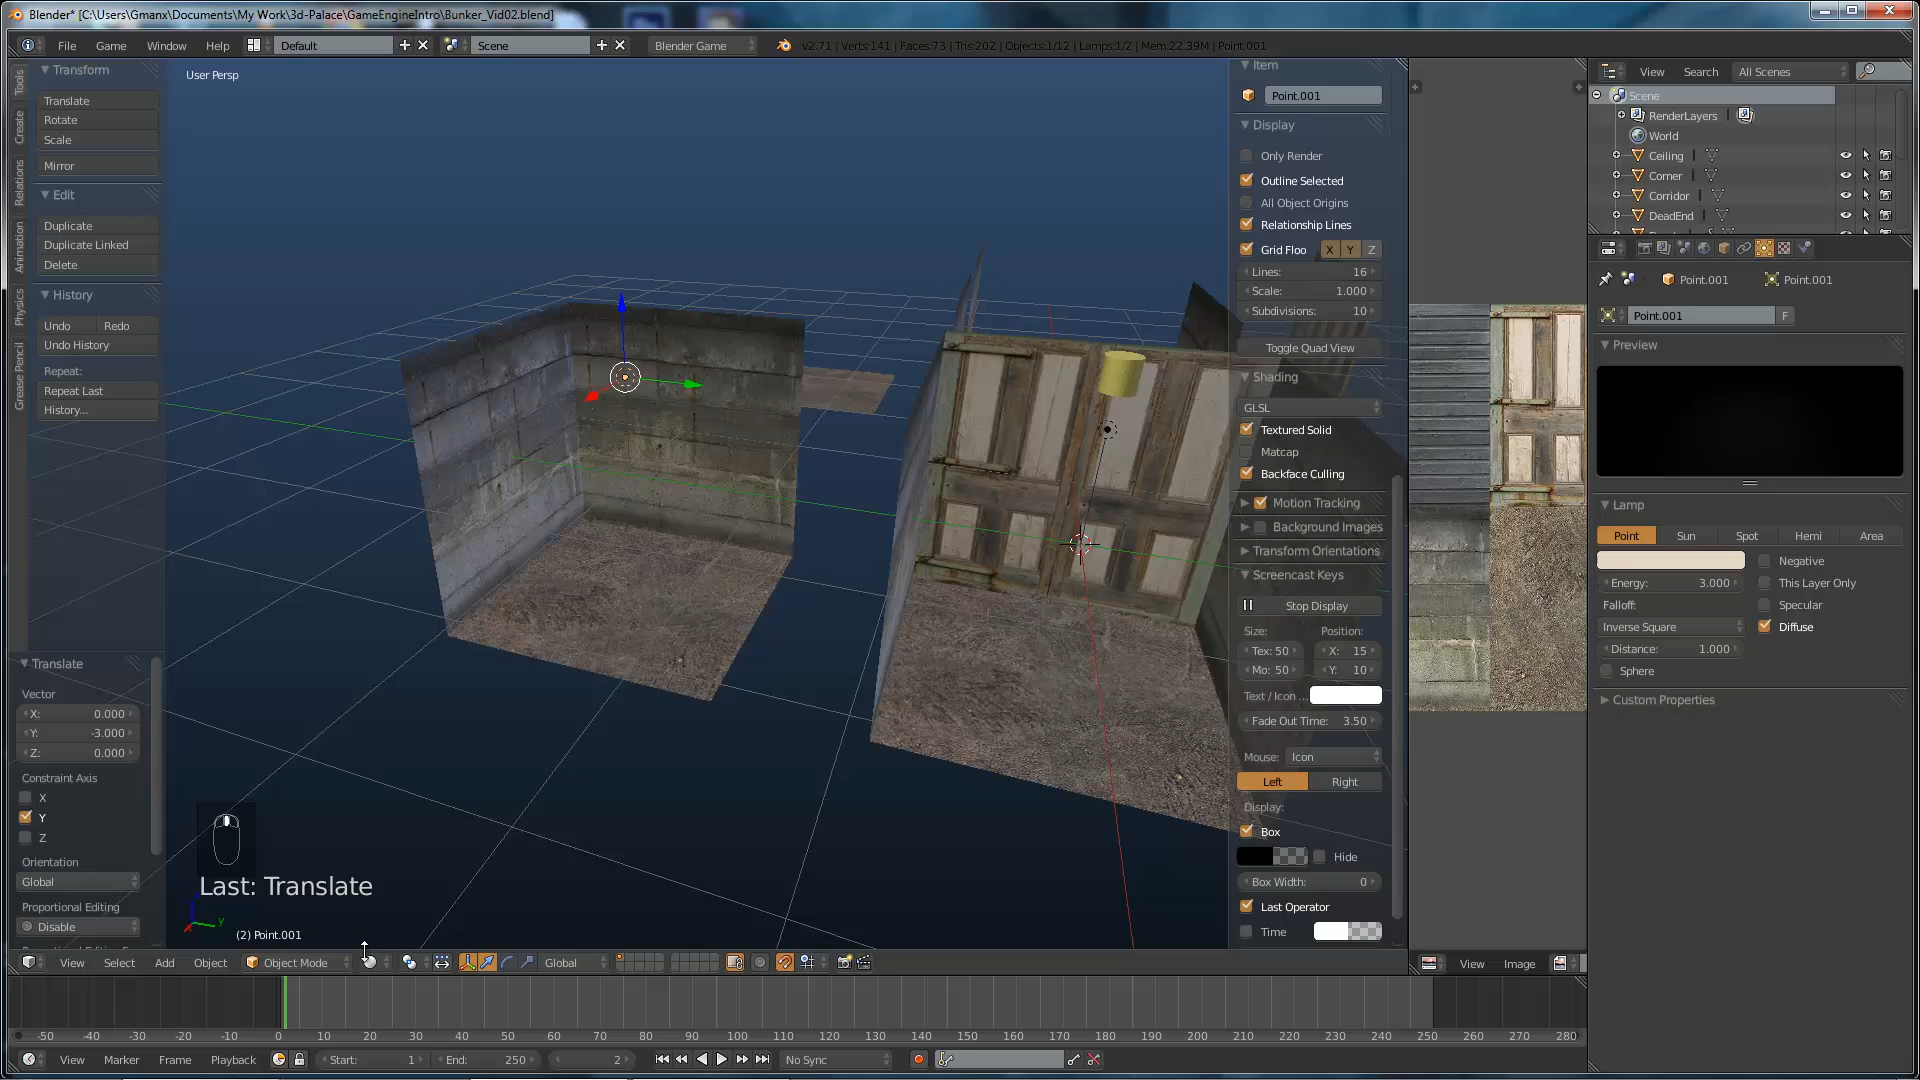 Blender* [C:\Users\Gmanx\Documents\My Work\3d-Palace\GameEngineIntro\Bunker_Vid02.blend]
File Game Window Help Default Scene Blender Game v2.71 | Verts:141 | Faces:73 | Tris:202 | Objects:1/12 | Lamps:1/2 | Mem:22.39M | Point.001
Tools
Create
Relations
Animation
Physics
Grease Pencil
Transform
Translate
Rotate
Scale
Mirror
Edit
Duplicate
Duplicate Linked
Delete
History
Undo Redo
Undo History
Repeat:
Repeat Last
History...
Translate
Vector
X: 0.000
Y: -3.000
Z: 0.000
Constraint Axis
X
Y
Z
Orientation
Global
Proportional Editing
Disable
User Persp
Last: Translate
y
(2) Point.001
Item
Point.001
Display
Only Render
Outline Selected
All Object Origins
Relationship Lines
Grid Floo X Y Z
Lines: 16
Scale: 1.000
Subdivisions: 10
Toggle Quad View
Shading
GLSL
Textured Solid
Matcap
Backface Culling
Motion Tracking
Background Images
Transform Orientations
Screencast Keys
Stop Display
Size: Position:
Tex: 50 X: 15
Mo: 50 Y: 10
Text / Icon ...
Fade Out Time: 3.50
Mouse: Icon
Left Right
Display:
Box
Hide
Box Width: 0
Last Operator
Time
View Search All Scenes
Scene
RenderLayers |
World
Ceiling |
Corner |
Corridor |
DeadEnd |
Point.001 Point.001
Point.001 F
Preview
Lamp
Point Sun Spot Hemi Area
Negative
Energy: 3.000 This Layer Only
Falloff: Specular
Inverse Square Diffuse
Distance: 1.000
Sphere
Custom Properties
View Select Add Object Object Mode Global
View Image
-50 -40 -30 -20 -10 0 10 20 30 40 50 60 70 80 90 100 110 120 130 140 150 160 170 180 190 200 210 220 230 240 250 260 270 280
View Marker Frame Playback Start: 1 End: 250 2 No Sync